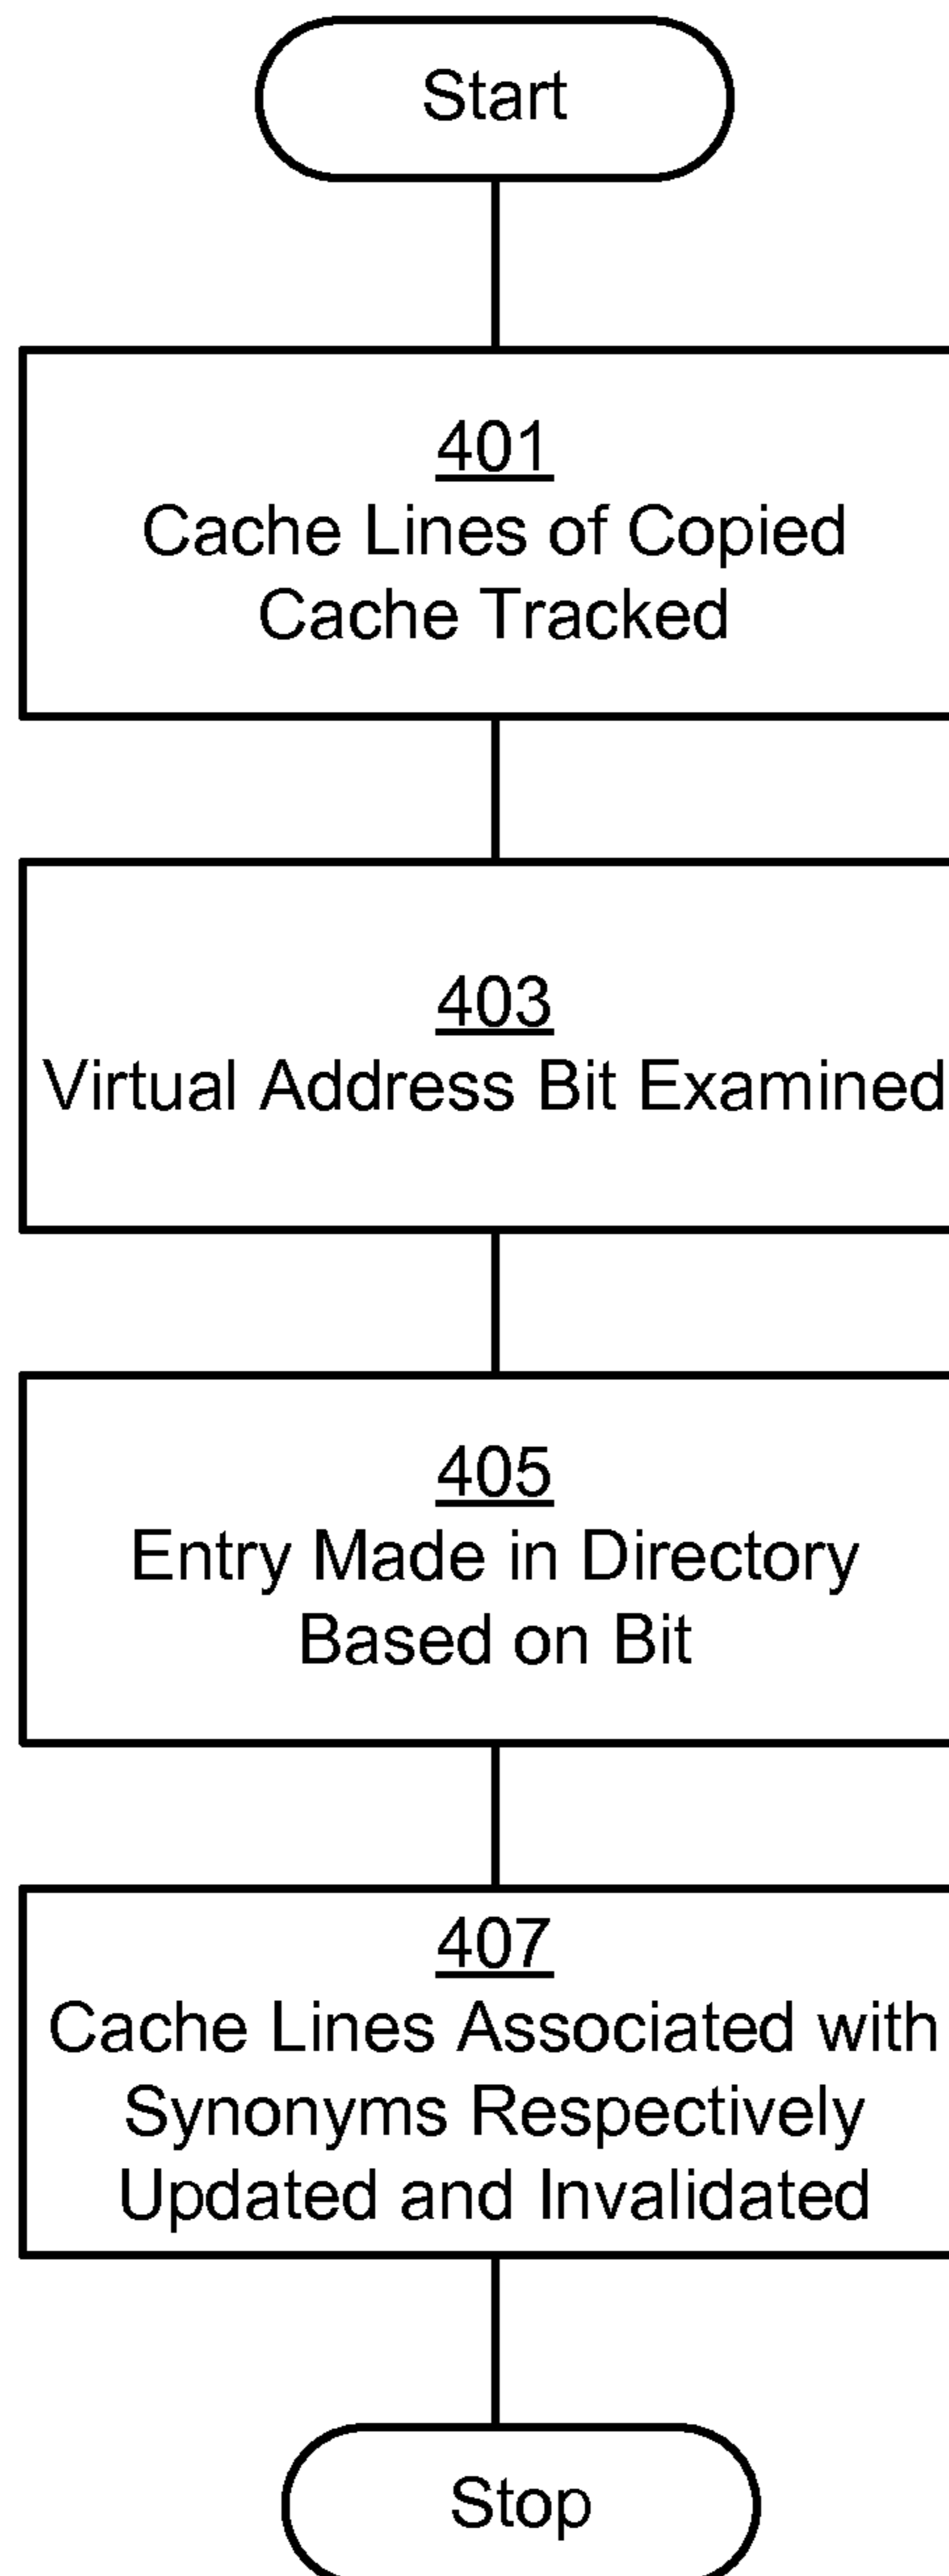 Start
401
Cache Lines of Copied
Cache Tracked
403
Virtual Address Bit Examined
405
Entry Made in Directory
Based on Bit
407
Cache Lines Associated with
Synonyms Respectively
Updated and Invalidated
Stop